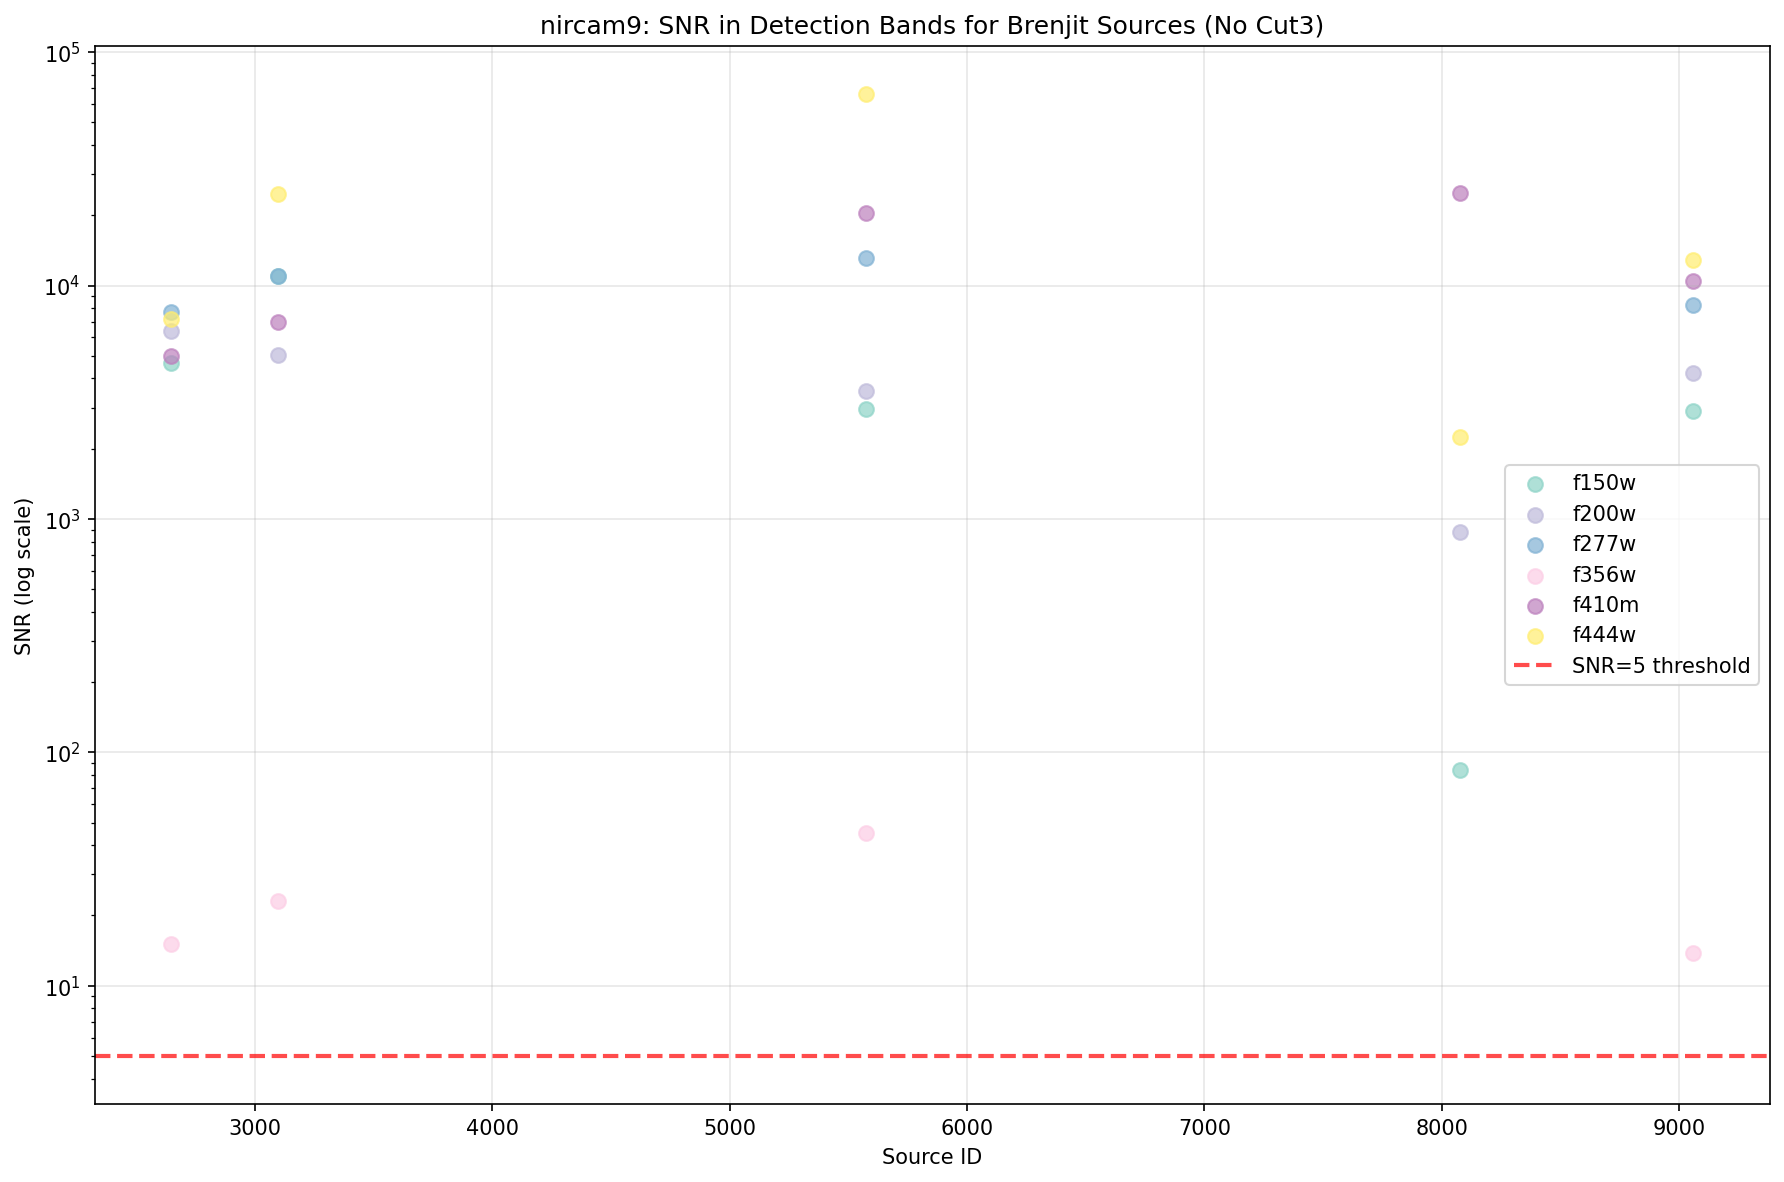 nircam9: SNR in Detection Bands for Brenjit Sources (No Cut3)
SNR (log scale)
10^5
10^4
10^3
10^2
10^1
f150w
f200w
f277w
f356w
f410m
f444w
SNR=5 threshold
3000 4000 5000 6000 7000 8000 9000
Source ID